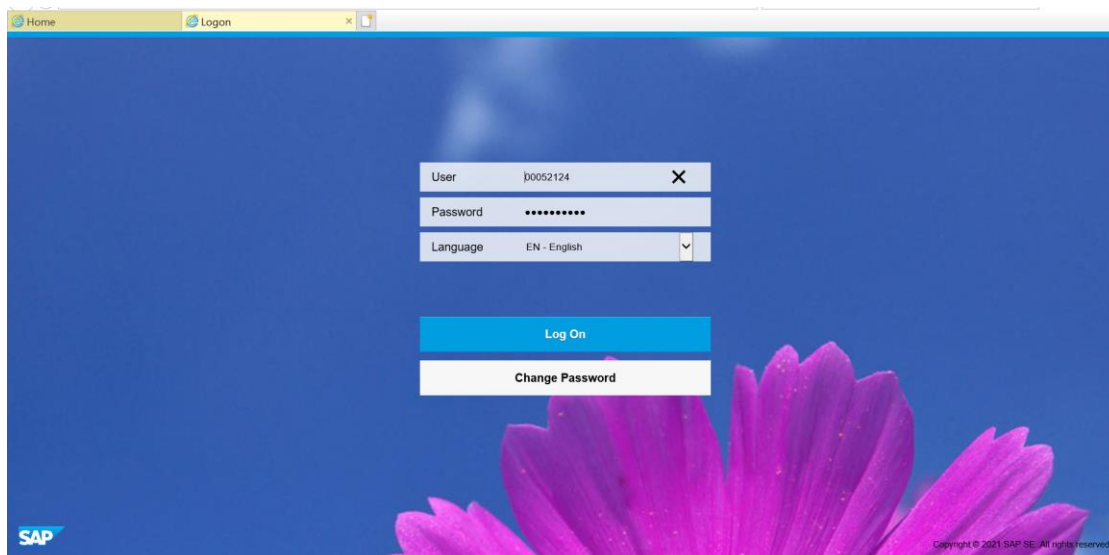 Home Logon
User 00052124
Password ••••••••••
Language EN - English
Log On
Change Password
SAP
Copyright © 2021 SAP SE. All rights reserved